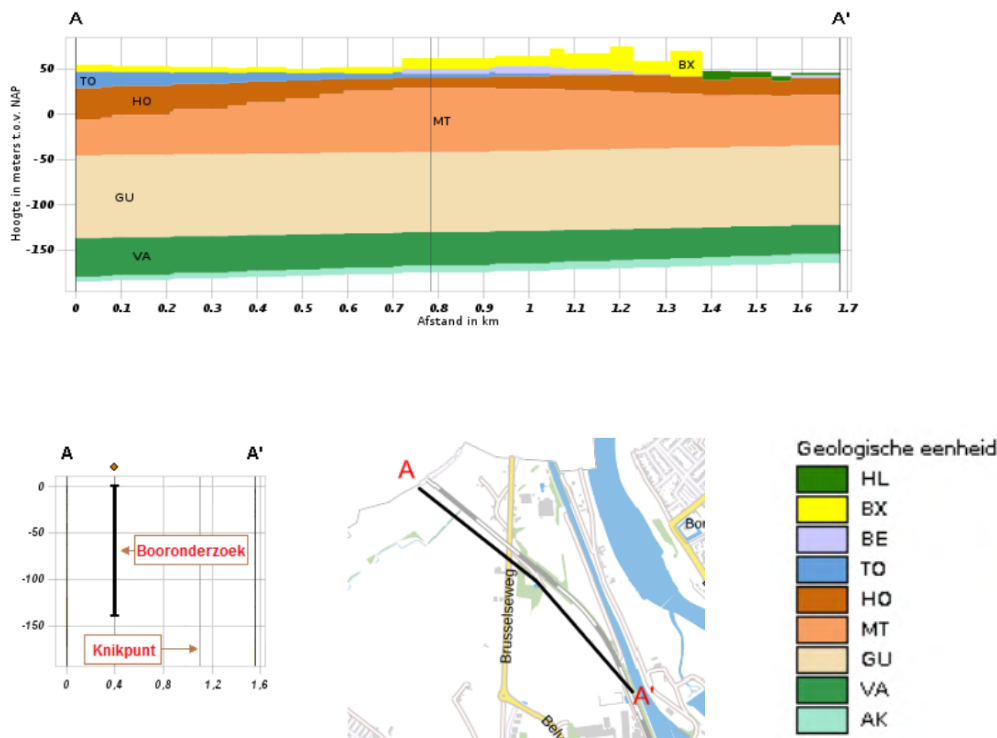 A A'
50
0
-50
-100
-150
Hoogte in meters t.o.v. NAP
TO
HO
MT
BX
GU
VA
0 0.1 0.2 0.3 0.4 0.5 0.6 0.7 0.8 0.9 1 1.1 1.2 1.3 1.4 1.5 1.6 1.7
Afstand in km
A A'
0
-50
-100
-150
Booronderzoek
Knikpunt
0 0,4 0,8 1,2 1,6
A
Brusselseweg
A'
Geologische eenheid
HL
BX
BE
TO
HO
MT
GU
VA
AK